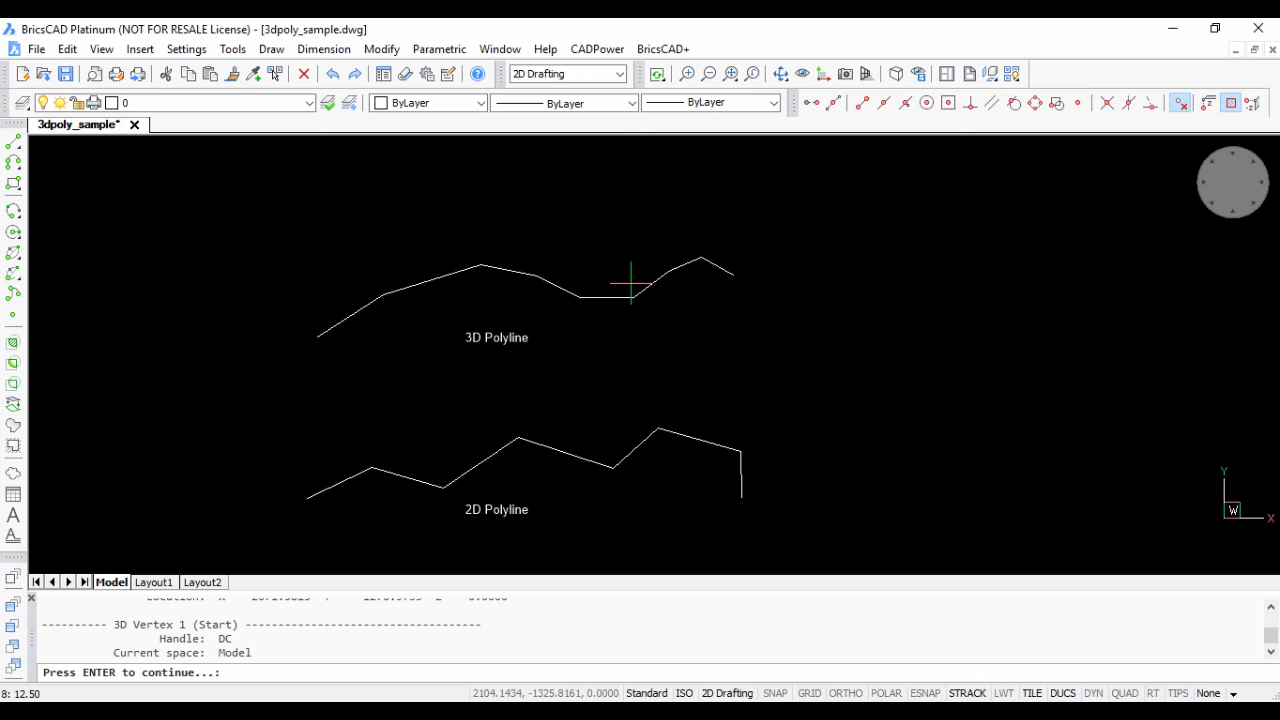 BricsCAD Platinum (NOT FOR RESALE License) - [3dpoly_sample.dwg]
File Edit View Insert Settings Tools Draw Dimension Modify Parametric Window Help CADPower BricsCAD+
2D Drafting
0 ByLayer ByLayer ByLayer
3dpoly_sample*
3D Polyline
2D Polyline
Y
W
X
Model Layout1 Layout2
---------- 3D Vertex 1 (Start) -----------------------------------
Handle: DC
Current space: Model
Press ENTER to continue...:
8: 12.50 2104.1434, -1325.8161, 0.0000 Standard ISO 2D Drafting SNAP GRID ORTHO POLAR ESNAP STRACK LWT TILE DUCS DYN QUAD RT TIPS None